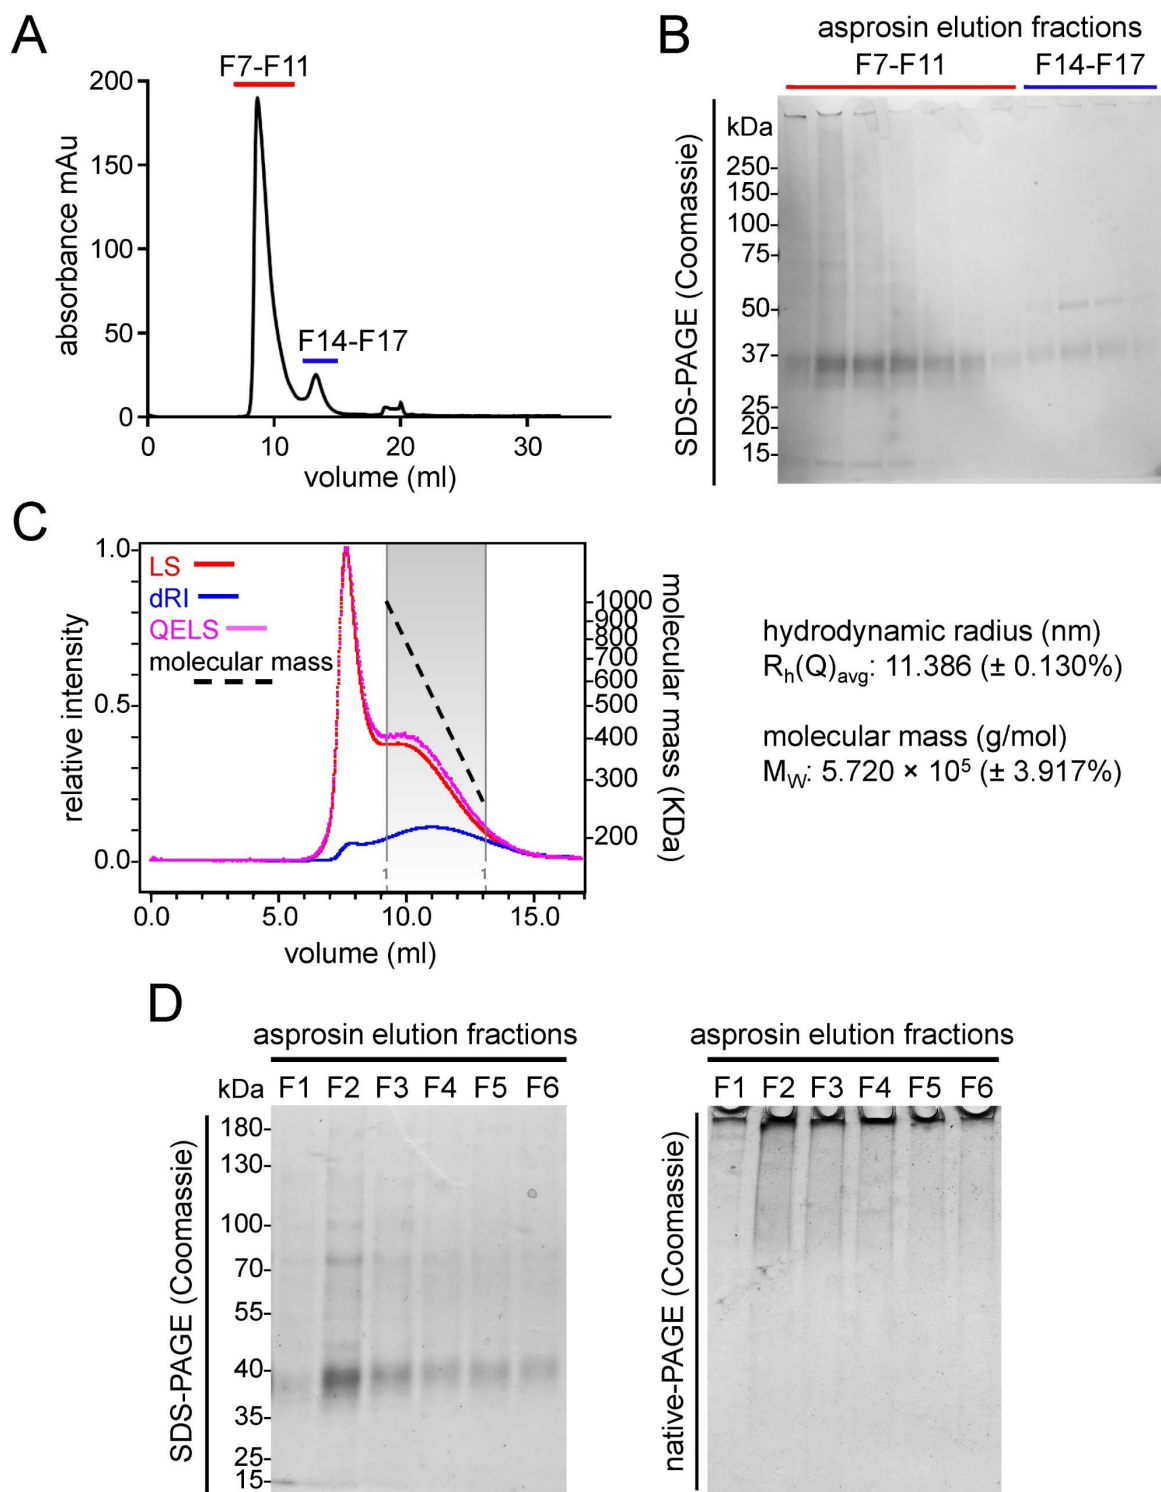 A
F7-F11
200
150
100
50
0
absorbance mAu
F14-F17
0 10 20 30
volume (ml)
B
asprosin elution fractions
F7-F11 F14-F17
SDS-PAGE (Coomassie)
kDa
250-
150-
100-
75-
50-
37-
25-
20-
15-
C
LS
dRI
QELS
molecular mass
relative intensity
1.0
0.5
0.0
1000
900
800
700
600
500
400
300
200
molecular mass (KDa)
1 1
0.0 5.0 10.0 15.0
volume (ml)
hydrodynamic radius (nm)
Rh(Q)avg: 11.386 (± 0.130%)
molecular mass (g/mol)
MW: 5.720 × 10⁵ (± 3.917%)
D
asprosin elution fractions
kDa F1 F2 F3 F4 F5 F6
SDS-PAGE (Coomassie)
180-
130-
100-
70-
55-
40-
35-
25-
15-
asprosin elution fractions
F1 F2 F3 F4 F5 F6
native-PAGE (Coomassie)